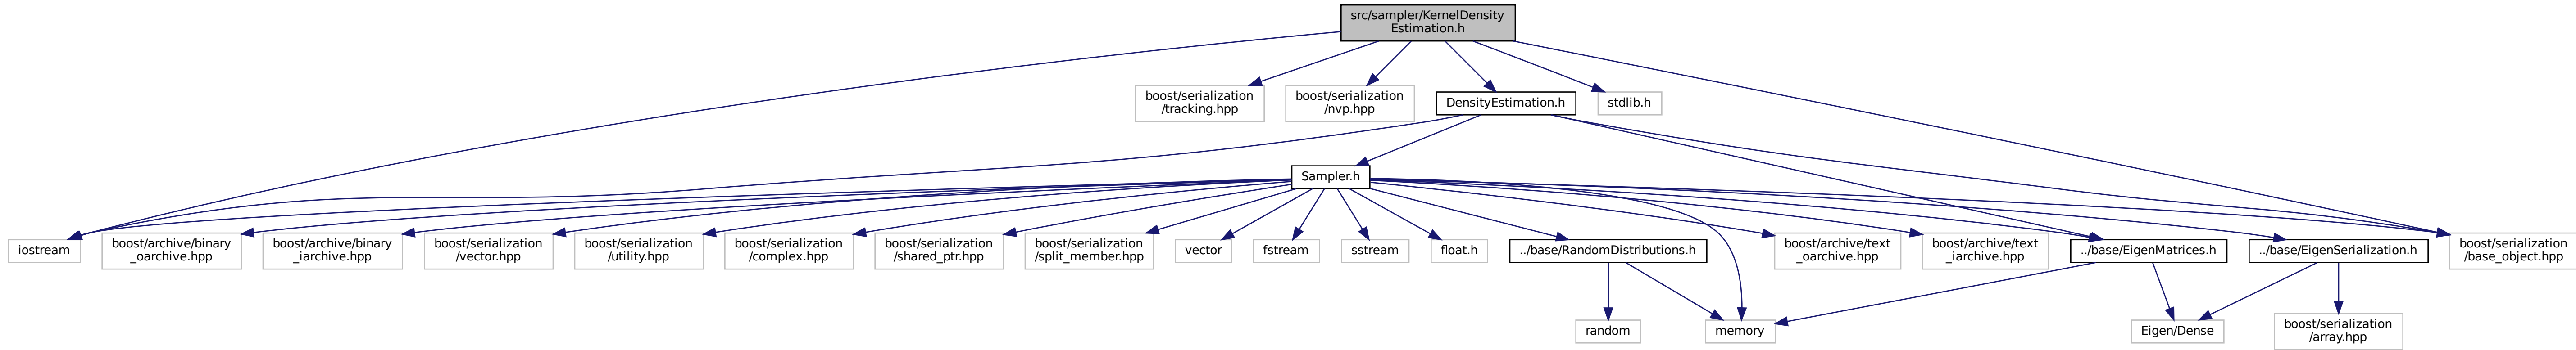 src/sampler/KernelDensity
Estimation.h
boost/serialization
/tracking.hpp
boost/serialization
/nvp.hpp
DensityEstimation.h
stdlib.h
Sampler.h
iostream
boost/archive/binary
_oarchive.hpp
boost/archive/binary
_iarchive.hpp
boost/serialization
/vector.hpp
boost/serialization
/utility.hpp
boost/serialization
/complex.hpp
boost/serialization
/shared_ptr.hpp
boost/serialization
/split_member.hpp
vector
fstream
sstream
float.h
../base/RandomDistributions.h
boost/archive/text
_oarchive.hpp
boost/archive/text
_iarchive.hpp
../base/EigenMatrices.h
../base/EigenSerialization.h
boost/serialization
/base_object.hpp
random
memory
Eigen/Dense
boost/serialization
/array.hpp